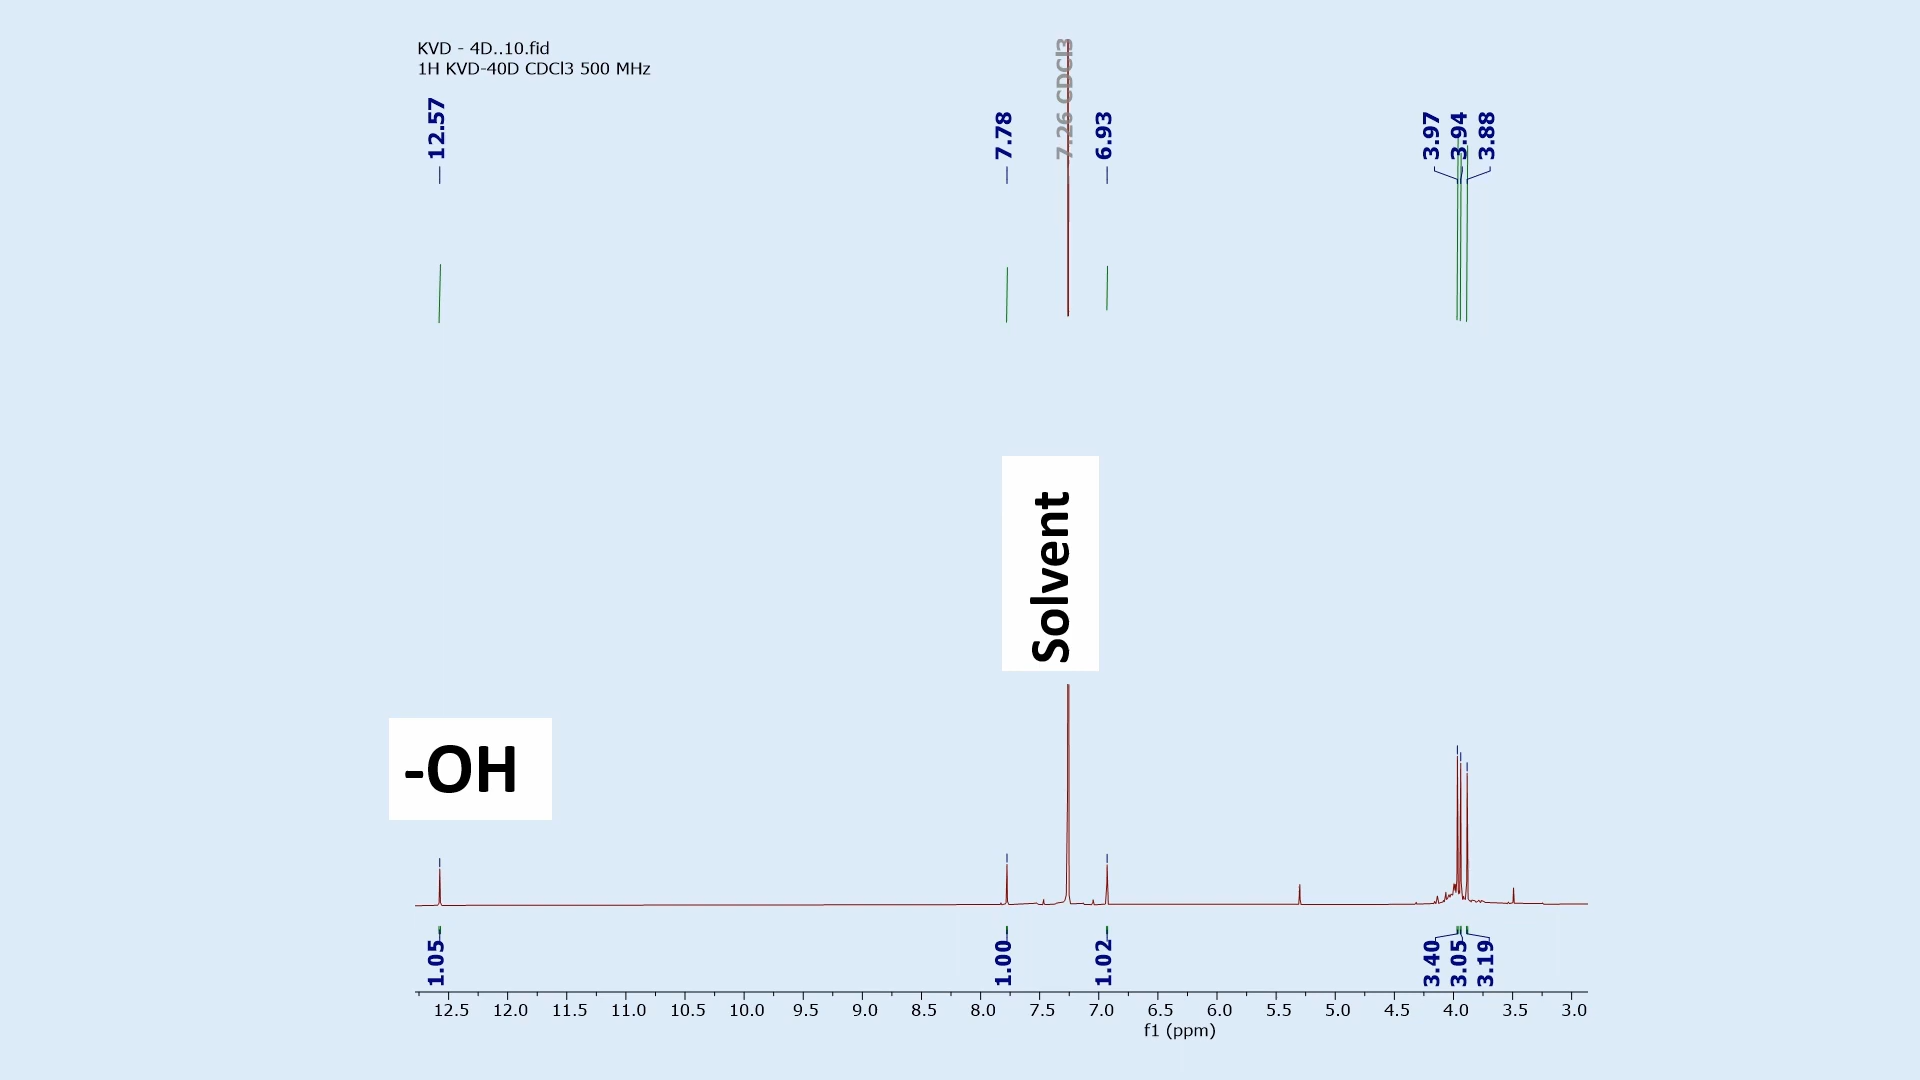 KVD - 4D..10.fid
1H KVD-40D CDCl3 500 MHz
12.57
7.78
7.26 CDCl3
6.93
3.97
3.94
3.88
Solvent
-OH
1.05
1.00
1.02
3.40
3.05
3.19
12.5 12.0 11.5 11.0 10.5 10.0 9.5 9.0 8.5 8.0 7.5 7.0 6.5 6.0 5.5 5.0 4.5 4.0 3.5 3.0
f1 (ppm)